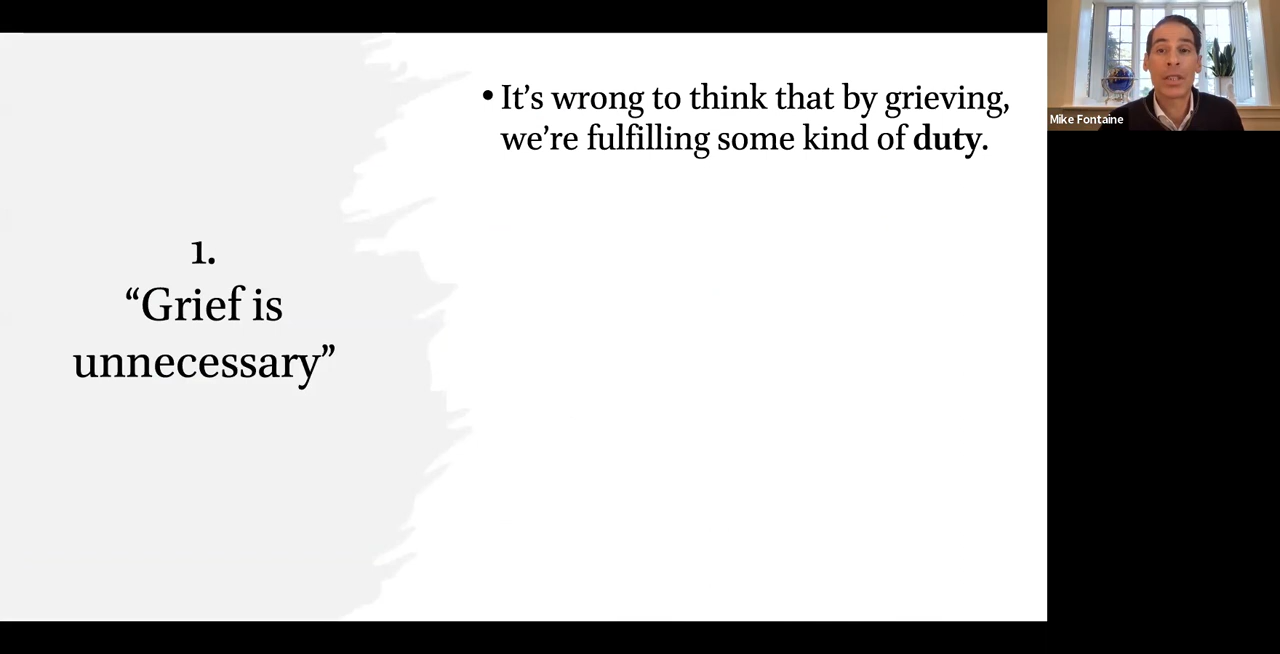 1.
“Grief is
unnecessary”
• It’s wrong to think that by grieving,
we’re fulfilling some kind of duty.
Mike Fontaine